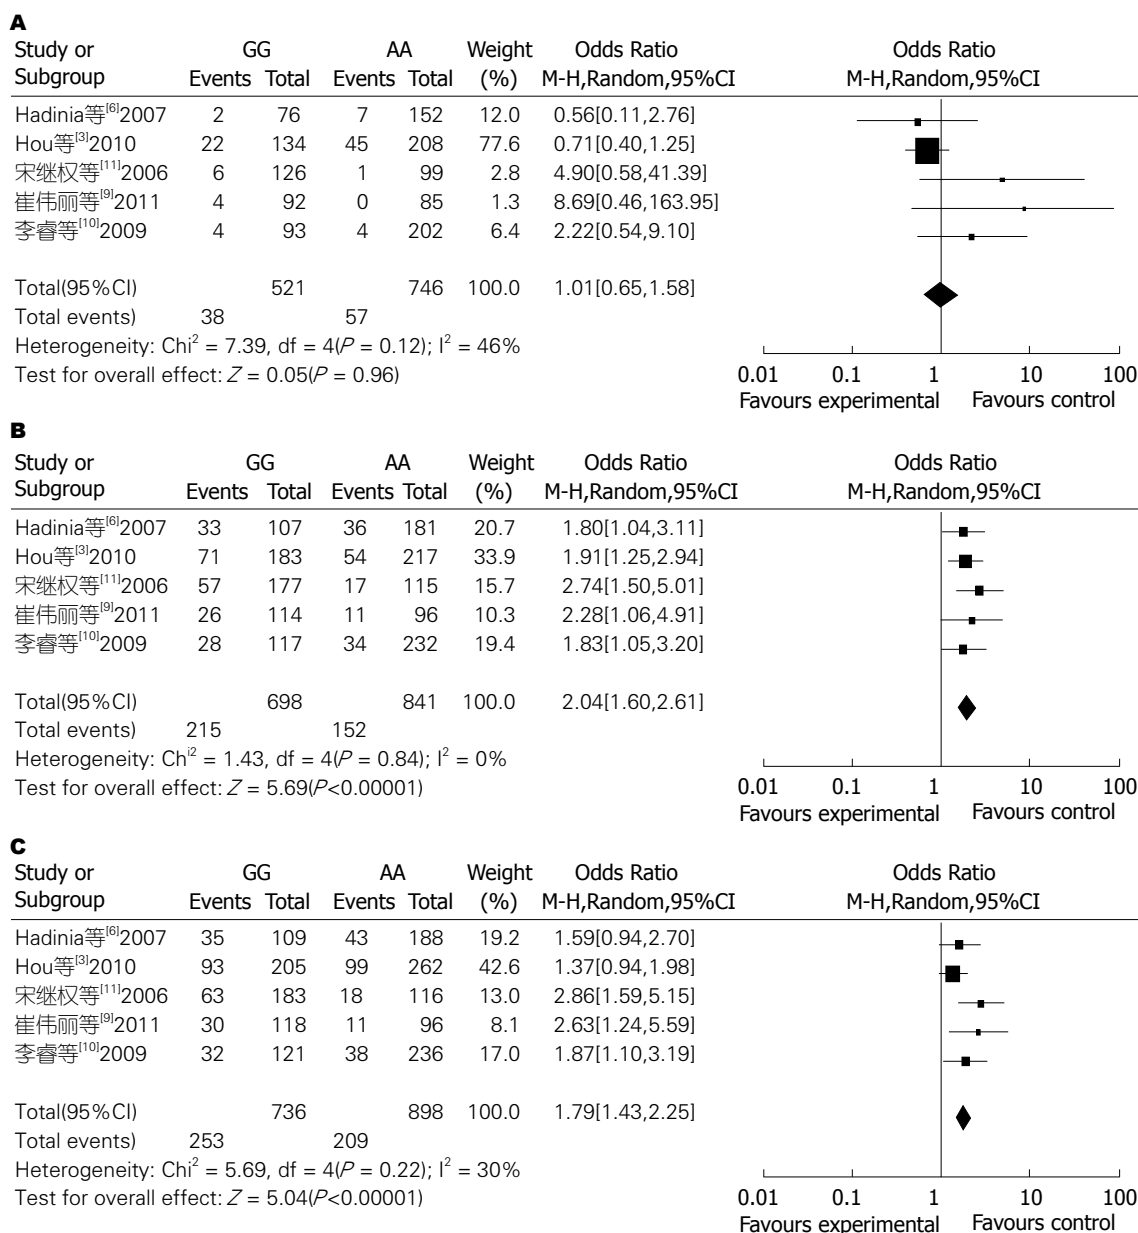 A
Study or GG AA Weight Odds Ratio Odds Ratio
Subgroup Events Total Events Total (%) M-H,Random,95%CI M-H,Random,95%CI
Hadinia等[6]2007 2 76 7 152 12.0 0.56[0.11,2.76]
Hou等[3]2010 22 134 45 208 77.6 0.71[0.40,1.25]
宋继权等[11]2006 6 126 1 99 2.8 4.90[0.58,41.39]
崔伟丽等[9]2011 4 92 0 85 1.3 8.69[0.46,163.95]
李睿等[10]2009 4 93 4 202 6.4 2.22[0.54,9.10]
Total(95%CI) 521 746 100.0 1.01[0.65,1.58]
Total events) 38 57
Heterogeneity: Chi2 = 7.39, df = 4(P = 0.12); I2 = 46%
Test for overall effect: Z = 0.05(P = 0.96)
0.01 0.1 1 10 100
Favours experimental Favours control
B
Study or GG AA Weight Odds Ratio Odds Ratio
Subgroup Events Total Events Total (%) M-H,Random,95%CI M-H,Random,95%CI
Hadinia等[6]2007 33 107 36 181 20.7 1.80[1.04,3.11]
Hou等[3]2010 71 183 54 217 33.9 1.91[1.25,2.94]
宋继权等[11]2006 57 177 17 115 15.7 2.74[1.50,5.01]
崔伟丽等[9]2011 26 114 11 96 10.3 2.28[1.06,4.91]
李睿等[10]2009 28 117 34 232 19.4 1.83[1.05,3.20]
Total(95%CI) 698 841 100.0 2.04[1.60,2.61]
Total events) 215 152
Heterogeneity: Chi2 = 1.43, df = 4(P = 0.84); I2 = 0%
Test for overall effect: Z = 5.69(P<0.00001)
0.01 0.1 1 10 100
Favours experimental Favours control
C
Study or GG AA Weight Odds Ratio Odds Ratio
Subgroup Events Total Events Total (%) M-H,Random,95%CI M-H,Random,95%CI
Hadinia等[6]2007 35 109 43 188 19.2 1.59[0.94,2.70]
Hou等[3]2010 93 205 99 262 42.6 1.37[0.94,1.98]
宋继权等[11]2006 63 183 18 116 13.0 2.86[1.59,5.15]
崔伟丽等[9]2011 30 118 11 96 8.1 2.63[1.24,5.59]
李睿等[10]2009 32 121 38 236 17.0 1.87[1.10,3.19]
Total(95%CI) 736 898 100.0 1.79[1.43,2.25]
Total events) 253 209
Heterogeneity: Chi2 = 5.69, df = 4(P = 0.22); I2 = 30%
Test for overall effect: Z = 5.04(P<0.00001)
0.01 0.1 1 10 100
Favours experimental Favours control